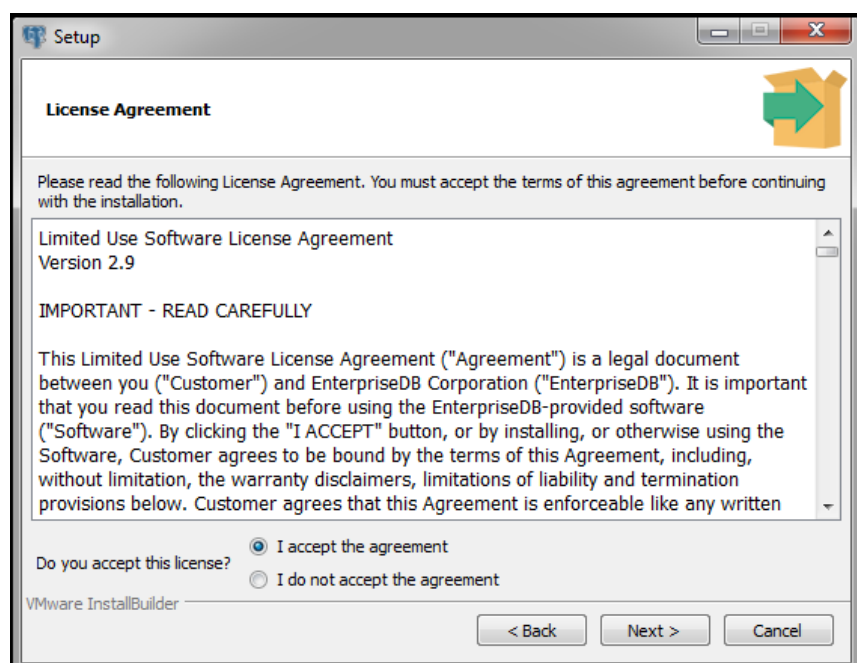 Setup
License Agreement
Please read the following License Agreement. You must accept the terms of this agreement before continuing
with the installation.
Limited Use Software License Agreement
Version 2.9
IMPORTANT - READ CAREFULLY
This Limited Use Software License Agreement ("Agreement") is a legal document
between you ("Customer") and EnterpriseDB Corporation ("EnterpriseDB"). It is important
that you read this document before using the EnterpriseDB-provided software
("Software"). By clicking the "I ACCEPT" button, or by installing, or otherwise using the
Software, Customer agrees to be bound by the terms of this Agreement, including,
without limitation, the warranty disclaimers, limitations of liability and termination
provisions below. Customer agrees that this Agreement is enforceable like any written
Do you accept this license?
I accept the agreement
I do not accept the agreement
VMware InstallBuilder
< Back Next > Cancel